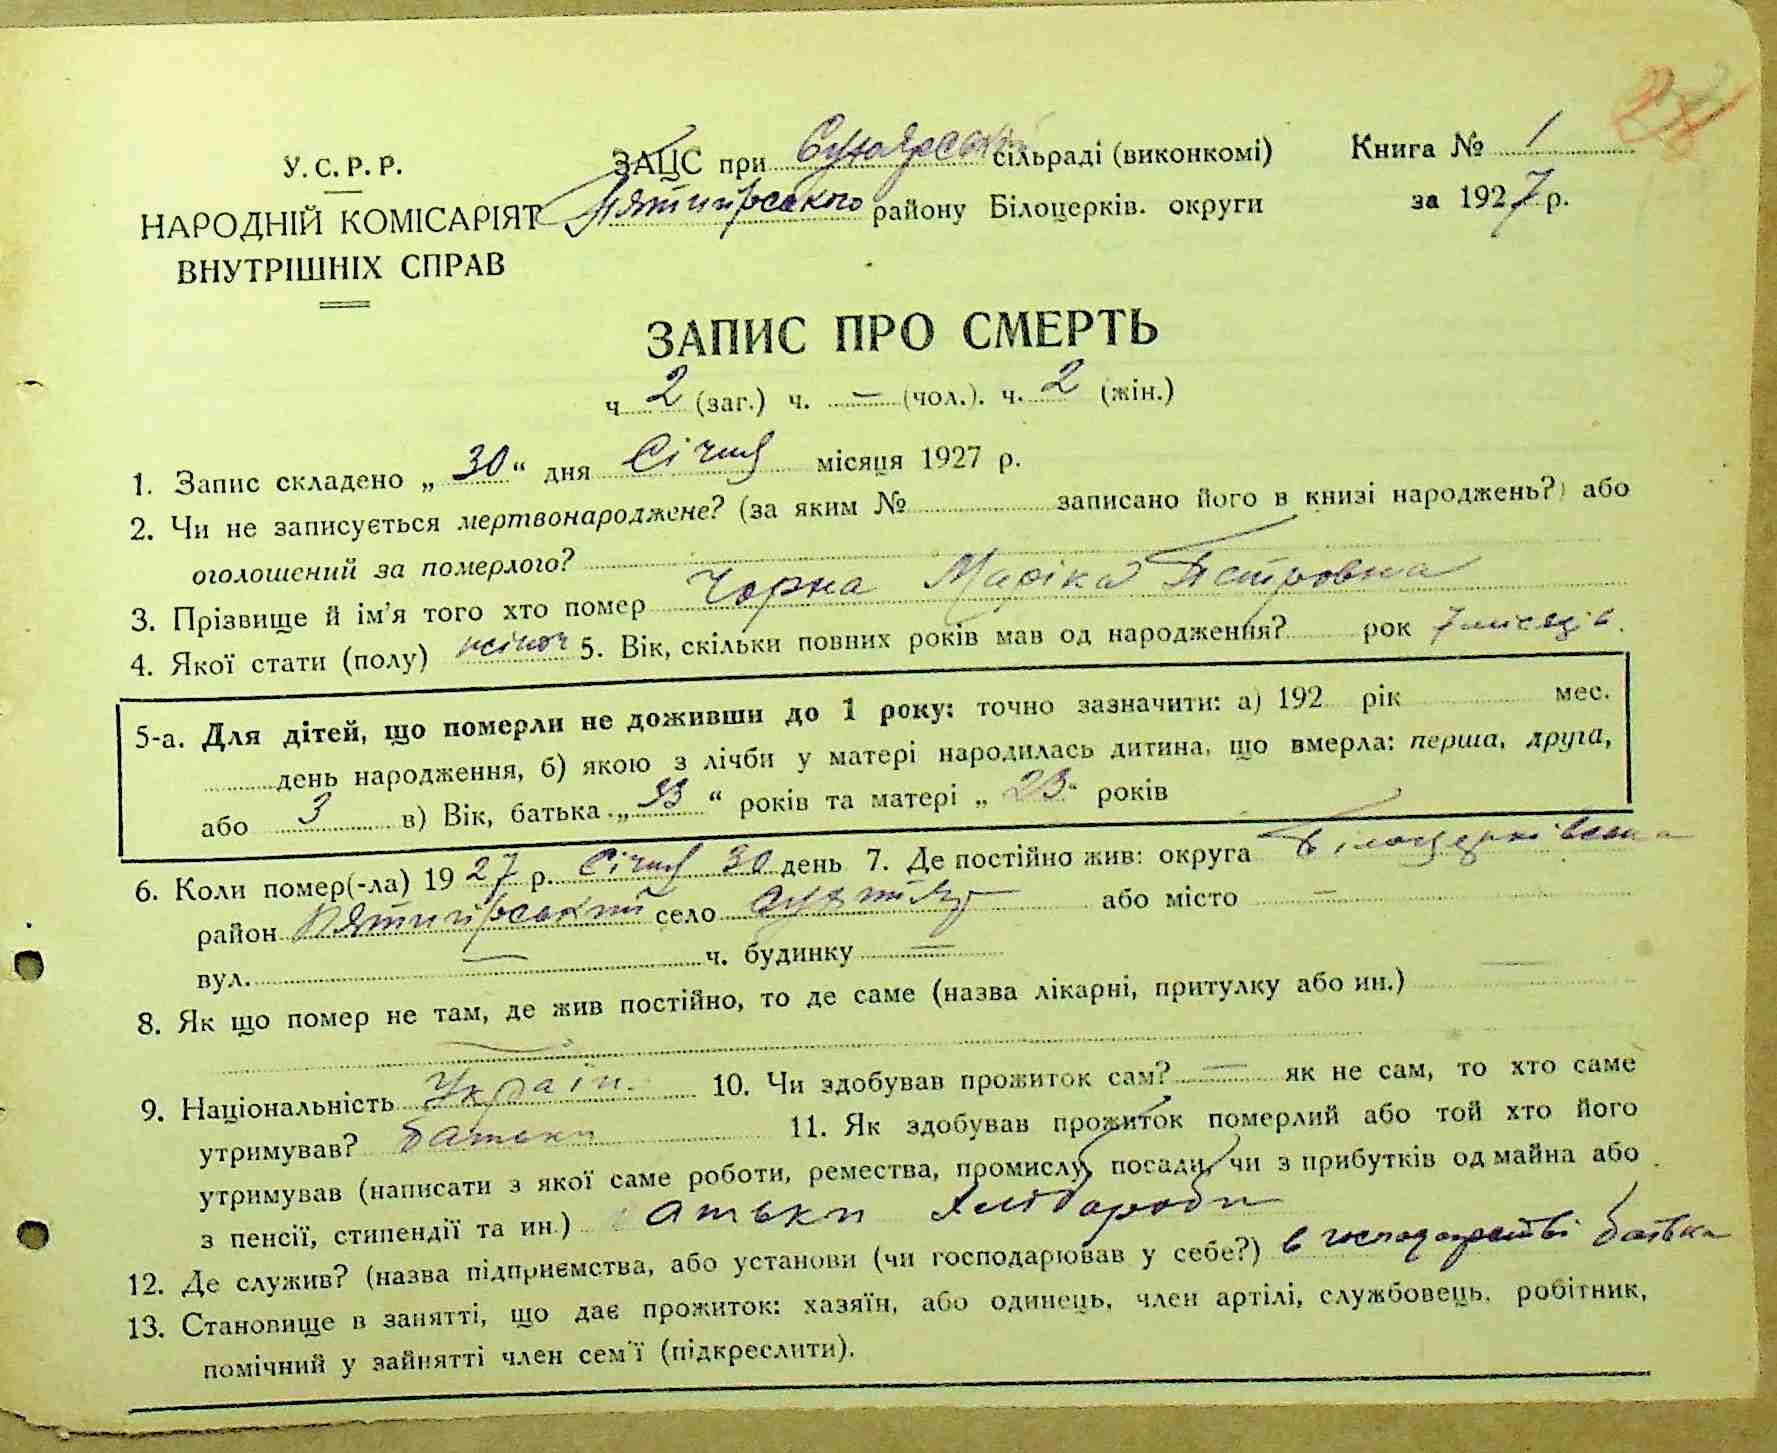 У.С.Р.Р.
НАРОДНІЙ КОМІСАРІЯТ
ВНУТРІШНІХ СПРАВ
ЗАЦС при сільраді (виконкомі)
Пятигорського району Білоцерків. округи
Книга № 1
за 1927 р.
ЗАПИС ПРО СМЕРТЬ
ч 2 (заг.) ч. — (чол.). ч. 2 (жін.)
1. Запис складено „ 30 “ дня Січня місяця 1927 р.
2. Чи не записується мертвонароджене? (за яким № записано його в книзі народжень?) або
оголошений за померлого?
3. Прізвище й ім’я того хто помер Чорна Маріка Петровна
4. Якої стати (полу) жіноч 5. Вік, скільки повних років мав од народження? рок 7 місяців.
5-а. Для дітей, що померли не доживши до 1 року: точно зазначити: а) 192 рік мес.
день народження, б) якою з лічби у матері народилась дитина, що вмерла: перша, друга,
або 3 в) Вік, батька „ 33 “ років та матері „ 23 “ років
6. Коли помер(-ла) 1927 р. Січня 30 день 7. Де постійно жив: округа Білоцерківська
район Пятигорський село або місто —
вул. — ч. будинку —
8. Як що помер не там, де жив постійно, то де саме (назва лікарні, притулку або ин.) —
9. Національність Україн. 10. Чи здобував прожиток сам? — як не сам, то хто саме
утримував? батьки 11. Як здобував прожиток померлий або той хто його
утримував (написати з якої саме роботи, ремества, промислу, посади, чи з прибутків од майна або
з пенсії, стипендії та ин.) батьки хлібороби
12. Де служив? (назва підприємства, або установи (чи господарював у себе?) в господарстві батька
13. Становище в занятті, що дає прожиток: хазяїн, або одинець, член артілі, службовець, робітник,
помічний у зайнятті член сем'ї (підкреслити).